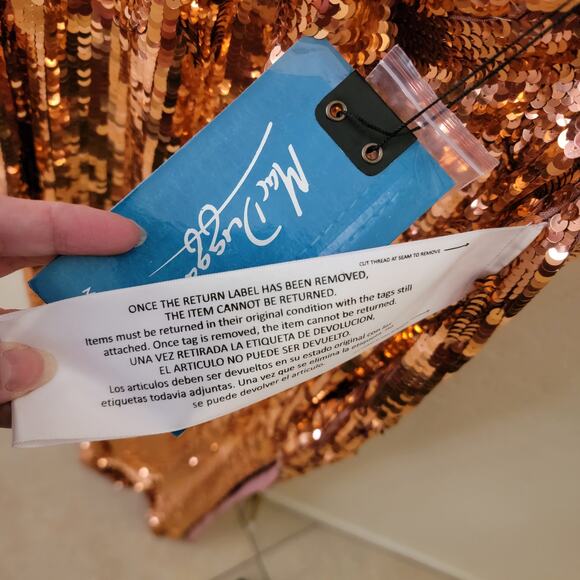 Mac Duggal
CUT THREAD AT SEAM TO REMOVE
ONCE THE RETURN LABEL HAS BEEN REMOVED,
THE ITEM CANNOT BE RETURNED.
Items must be returned in their original condition with the tags still
attached. Once tag is removed, the item cannot be returned.
UNA VEZ RETIRADA LA ETIQUETA DE DEVOLUCION,
EL ARTICULO NO PUEDE SER DEVUELTO.
Los articulos deben ser devueltos en su estado original con
etiquetas todavia adjuntas. Una vez que se elimina la etiqueta
se puede devolver el articulo.